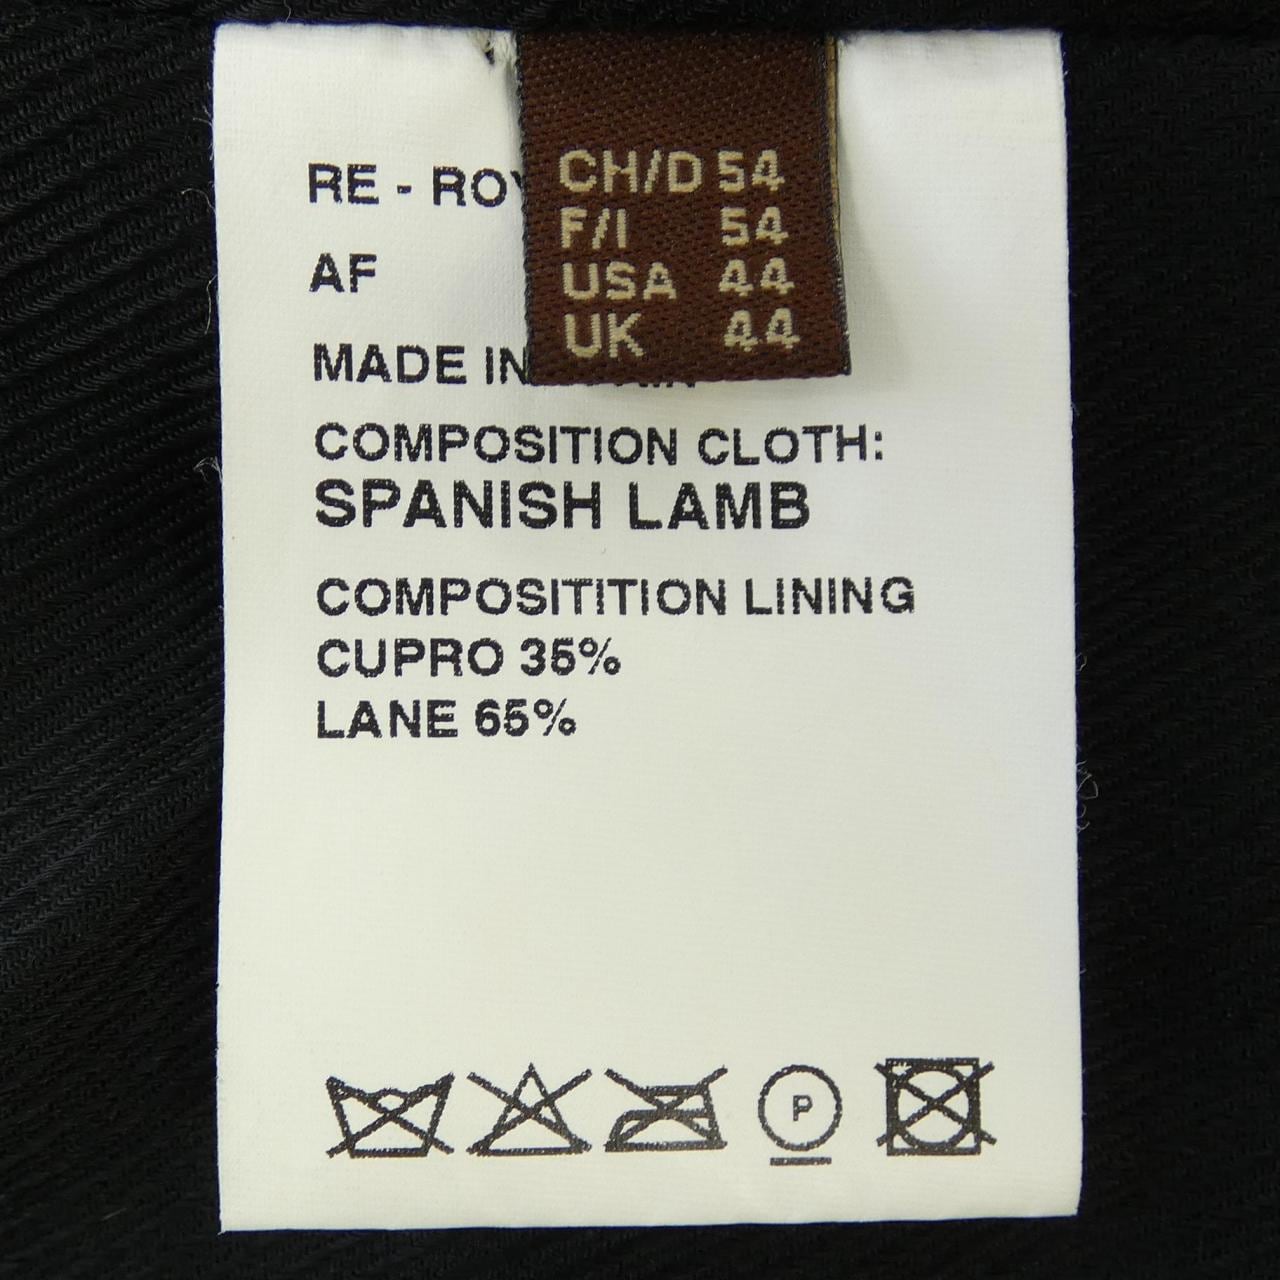 RE - RO
CH/D 54
F/I 54
USA 44
UK 44
AF
MADE IN
COMPOSITION CLOTH:
SPANISH LAMB
COMPOSITITION LINING
CUPRO 35%
LANE 65%
P